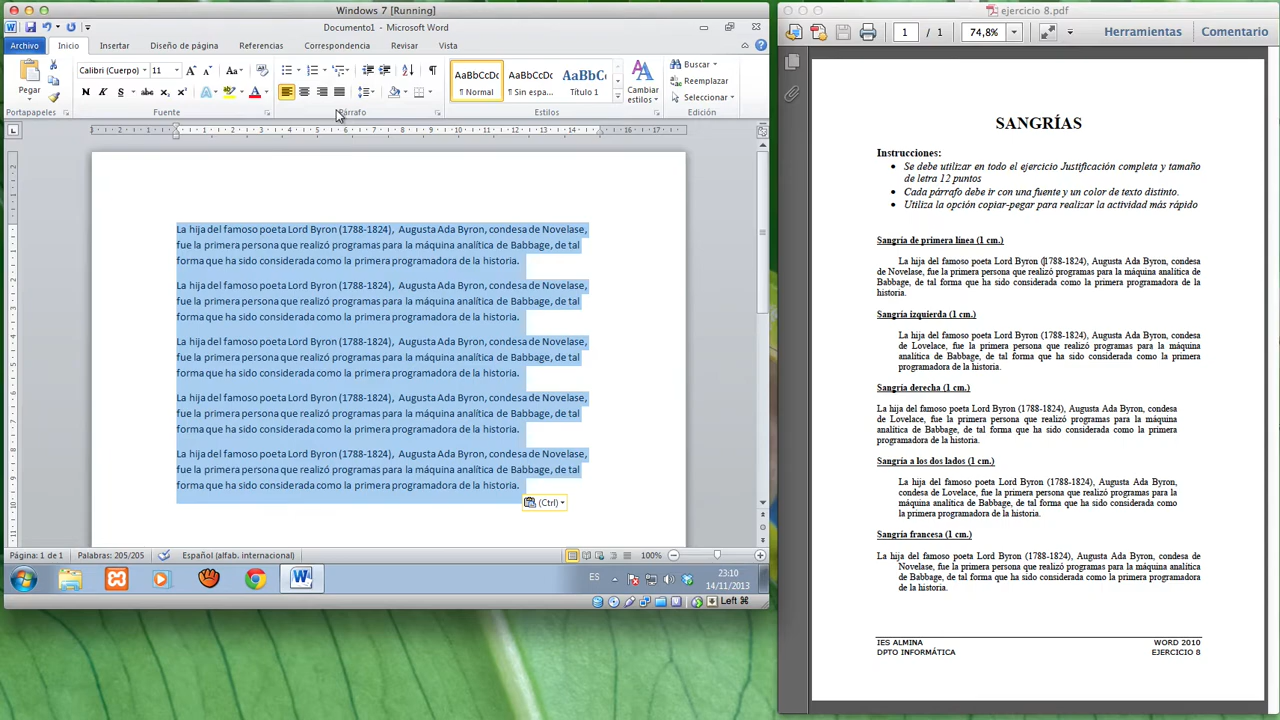 Windows 7 [Running]
Documento1 - Microsoft Word
Archivo Inicio Insertar Diseño de página Referencias Correspondencia Revisar Vista
Calibri (Cuerpo) 11
Pegar
AaBbCcDc AaBbCcDc AaBbC
¶ Normal ¶ Sin espa... Título 1
Cambiar estilos
Buscar
Reemplazar
Seleccionar
Portapapeles Fuente Párrafo Estilos Edición
La hija del famoso poeta Lord Byron (1788-1824), Augusta Ada Byron, condesa de Novelase,
fue la primera persona que realizó programas para la máquina analítica de Babbage, de tal
forma que ha sido considerada como la primera programadora de la historia.
La hija del famoso poeta Lord Byron (1788-1824), Augusta Ada Byron, condesa de Novelase,
fue la primera persona que realizó programas para la máquina analítica de Babbage, de tal
forma que ha sido considerada como la primera programadora de la historia.
La hija del famoso poeta Lord Byron (1788-1824), Augusta Ada Byron, condesa de Novelase,
fue la primera persona que realizó programas para la máquina analítica de Babbage, de tal
forma que ha sido considerada como la primera programadora de la historia.
La hija del famoso poeta Lord Byron (1788-1824), Augusta Ada Byron, condesa de Novelase,
fue la primera persona que realizó programas para la máquina analítica de Babbage, de tal
forma que ha sido considerada como la primera programadora de la historia.
La hija del famoso poeta Lord Byron (1788-1824), Augusta Ada Byron, condesa de Novelase,
fue la primera persona que realizó programas para la máquina analítica de Babbage, de tal
forma que ha sido considerada como la primera programadora de la historia.
(Ctrl)
Página: 1 de 1 Palabras: 205/205 Español (alfab. internacional) 100%
ES 23:10
14/11/2013
Left ⌘
ejercicio 8.pdf
1 / 1 74,8% Herramientas Comentario
SANGRÍAS
Instrucciones:
• Se debe utilizar en todo el ejercicio Justificación completa y tamaño
de letra 12 puntos
• Cada párrafo debe ir con una fuente y un color de texto distinto.
• Utiliza la opción copiar-pegar para realizar la actividad más rápido
Sangría de primera línea (1 cm.)
La hija del famoso poeta Lord Byron (1788-1824), Augusta Ada Byron, condesa
de Novelase, fue la primera persona que realizó programas para la máquina analítica de
Babbage, de tal forma que ha sido considerada como la primera programadora de la
historia.
Sangría izquierda (1 cm.)
La hija del famoso poeta Lord Byron (1788-1824), Augusta Ada Byron, condesa
de Lovelace, fue la primera persona que realizó programas para la máquina
analítica de Babbage, de tal forma que ha sido considerada como la primera
programadora de la historia.
Sangría derecha (1 cm.)
La hija del famoso poeta Lord Byron (1788-1824), Augusta Ada Byron, condesa
de Lovelace, fue la primera persona que realizó programas para la máquina
analítica de Babbage, de tal forma que ha sido considerada como la primera
programadora de la historia.
Sangría a los dos lados (1 cm.)
La hija del famoso poeta Lord Byron (1788-1824), Augusta Ada Byron,
condesa de Lovelace, fue la primera persona que realizó programas para la
máquina analítica de Babbage, de tal forma que ha sido considerada como
la primera programadora de la historia.
Sangría francesa (1 cm.)
La hija del famoso poeta Lord Byron (1788-1824), Augusta Ada Byron, condesa de
Novelase, fue la primera persona que realizó programas para la máquina analítica
de Babbage, de tal forma que ha sido considerada como la primera programadora
de la historia.
IES ALMINA WORD 2010
DPTO INFORMÁTICA EJERCICIO 8